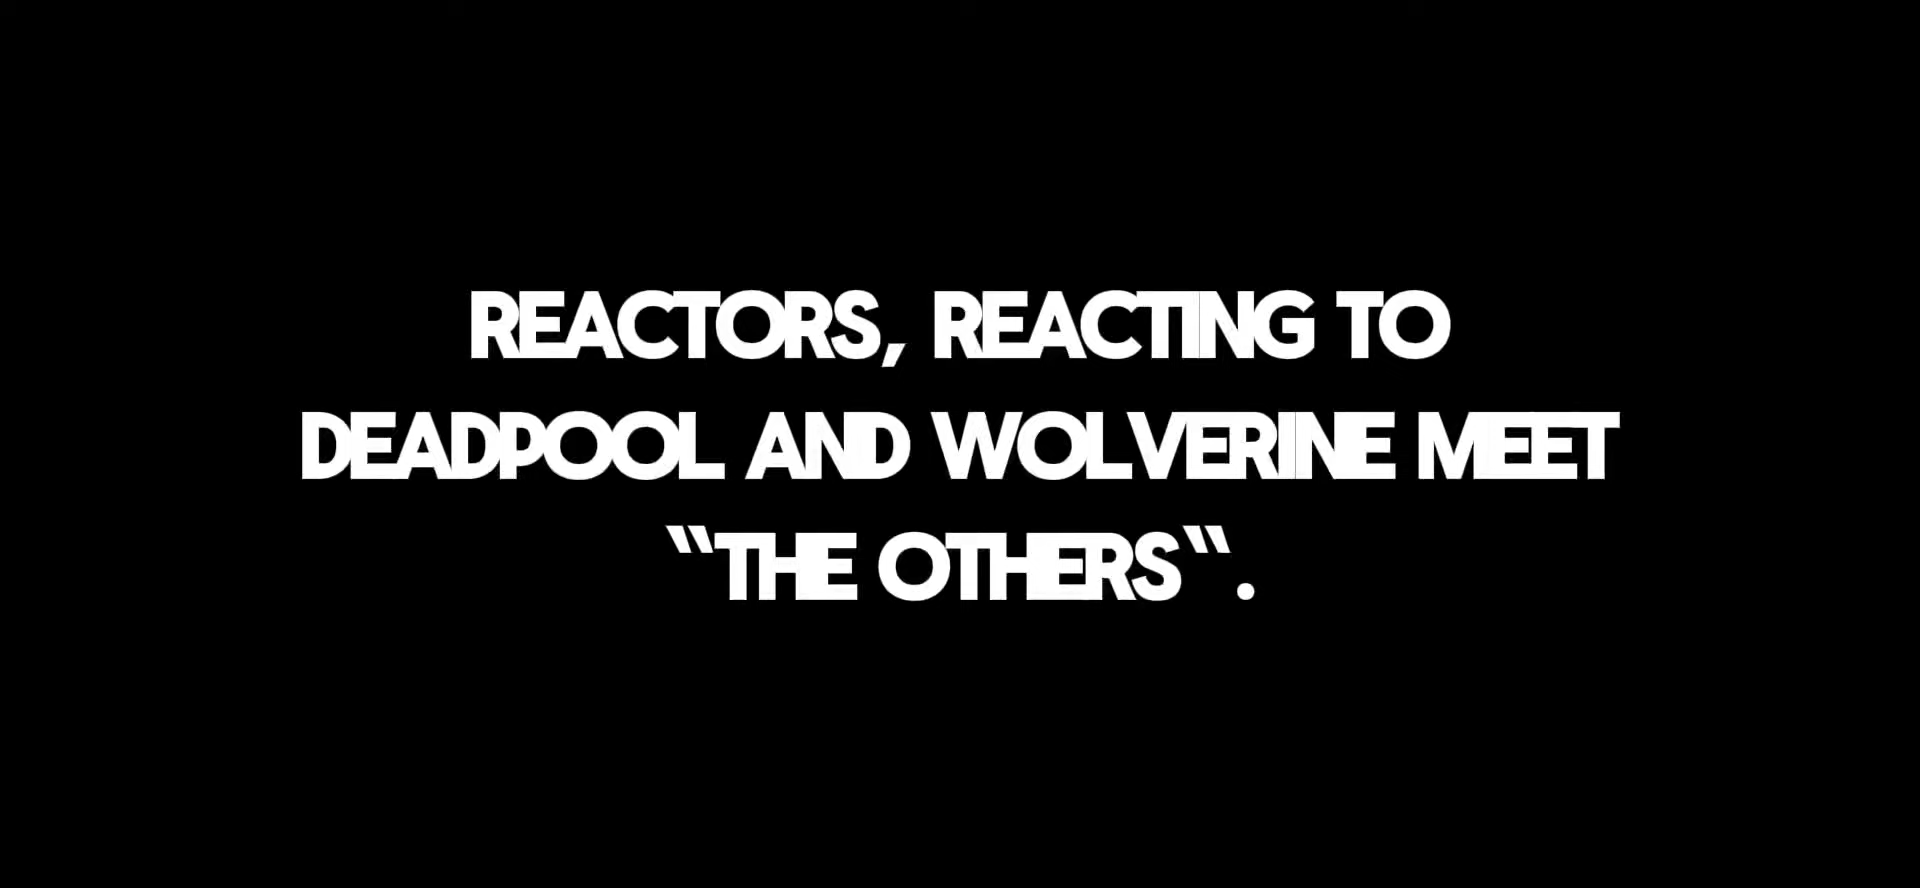 REACTORS, REACTING TO
DEADPOOL AND WOLVERINE MEET
‟THE OTHERS‟.